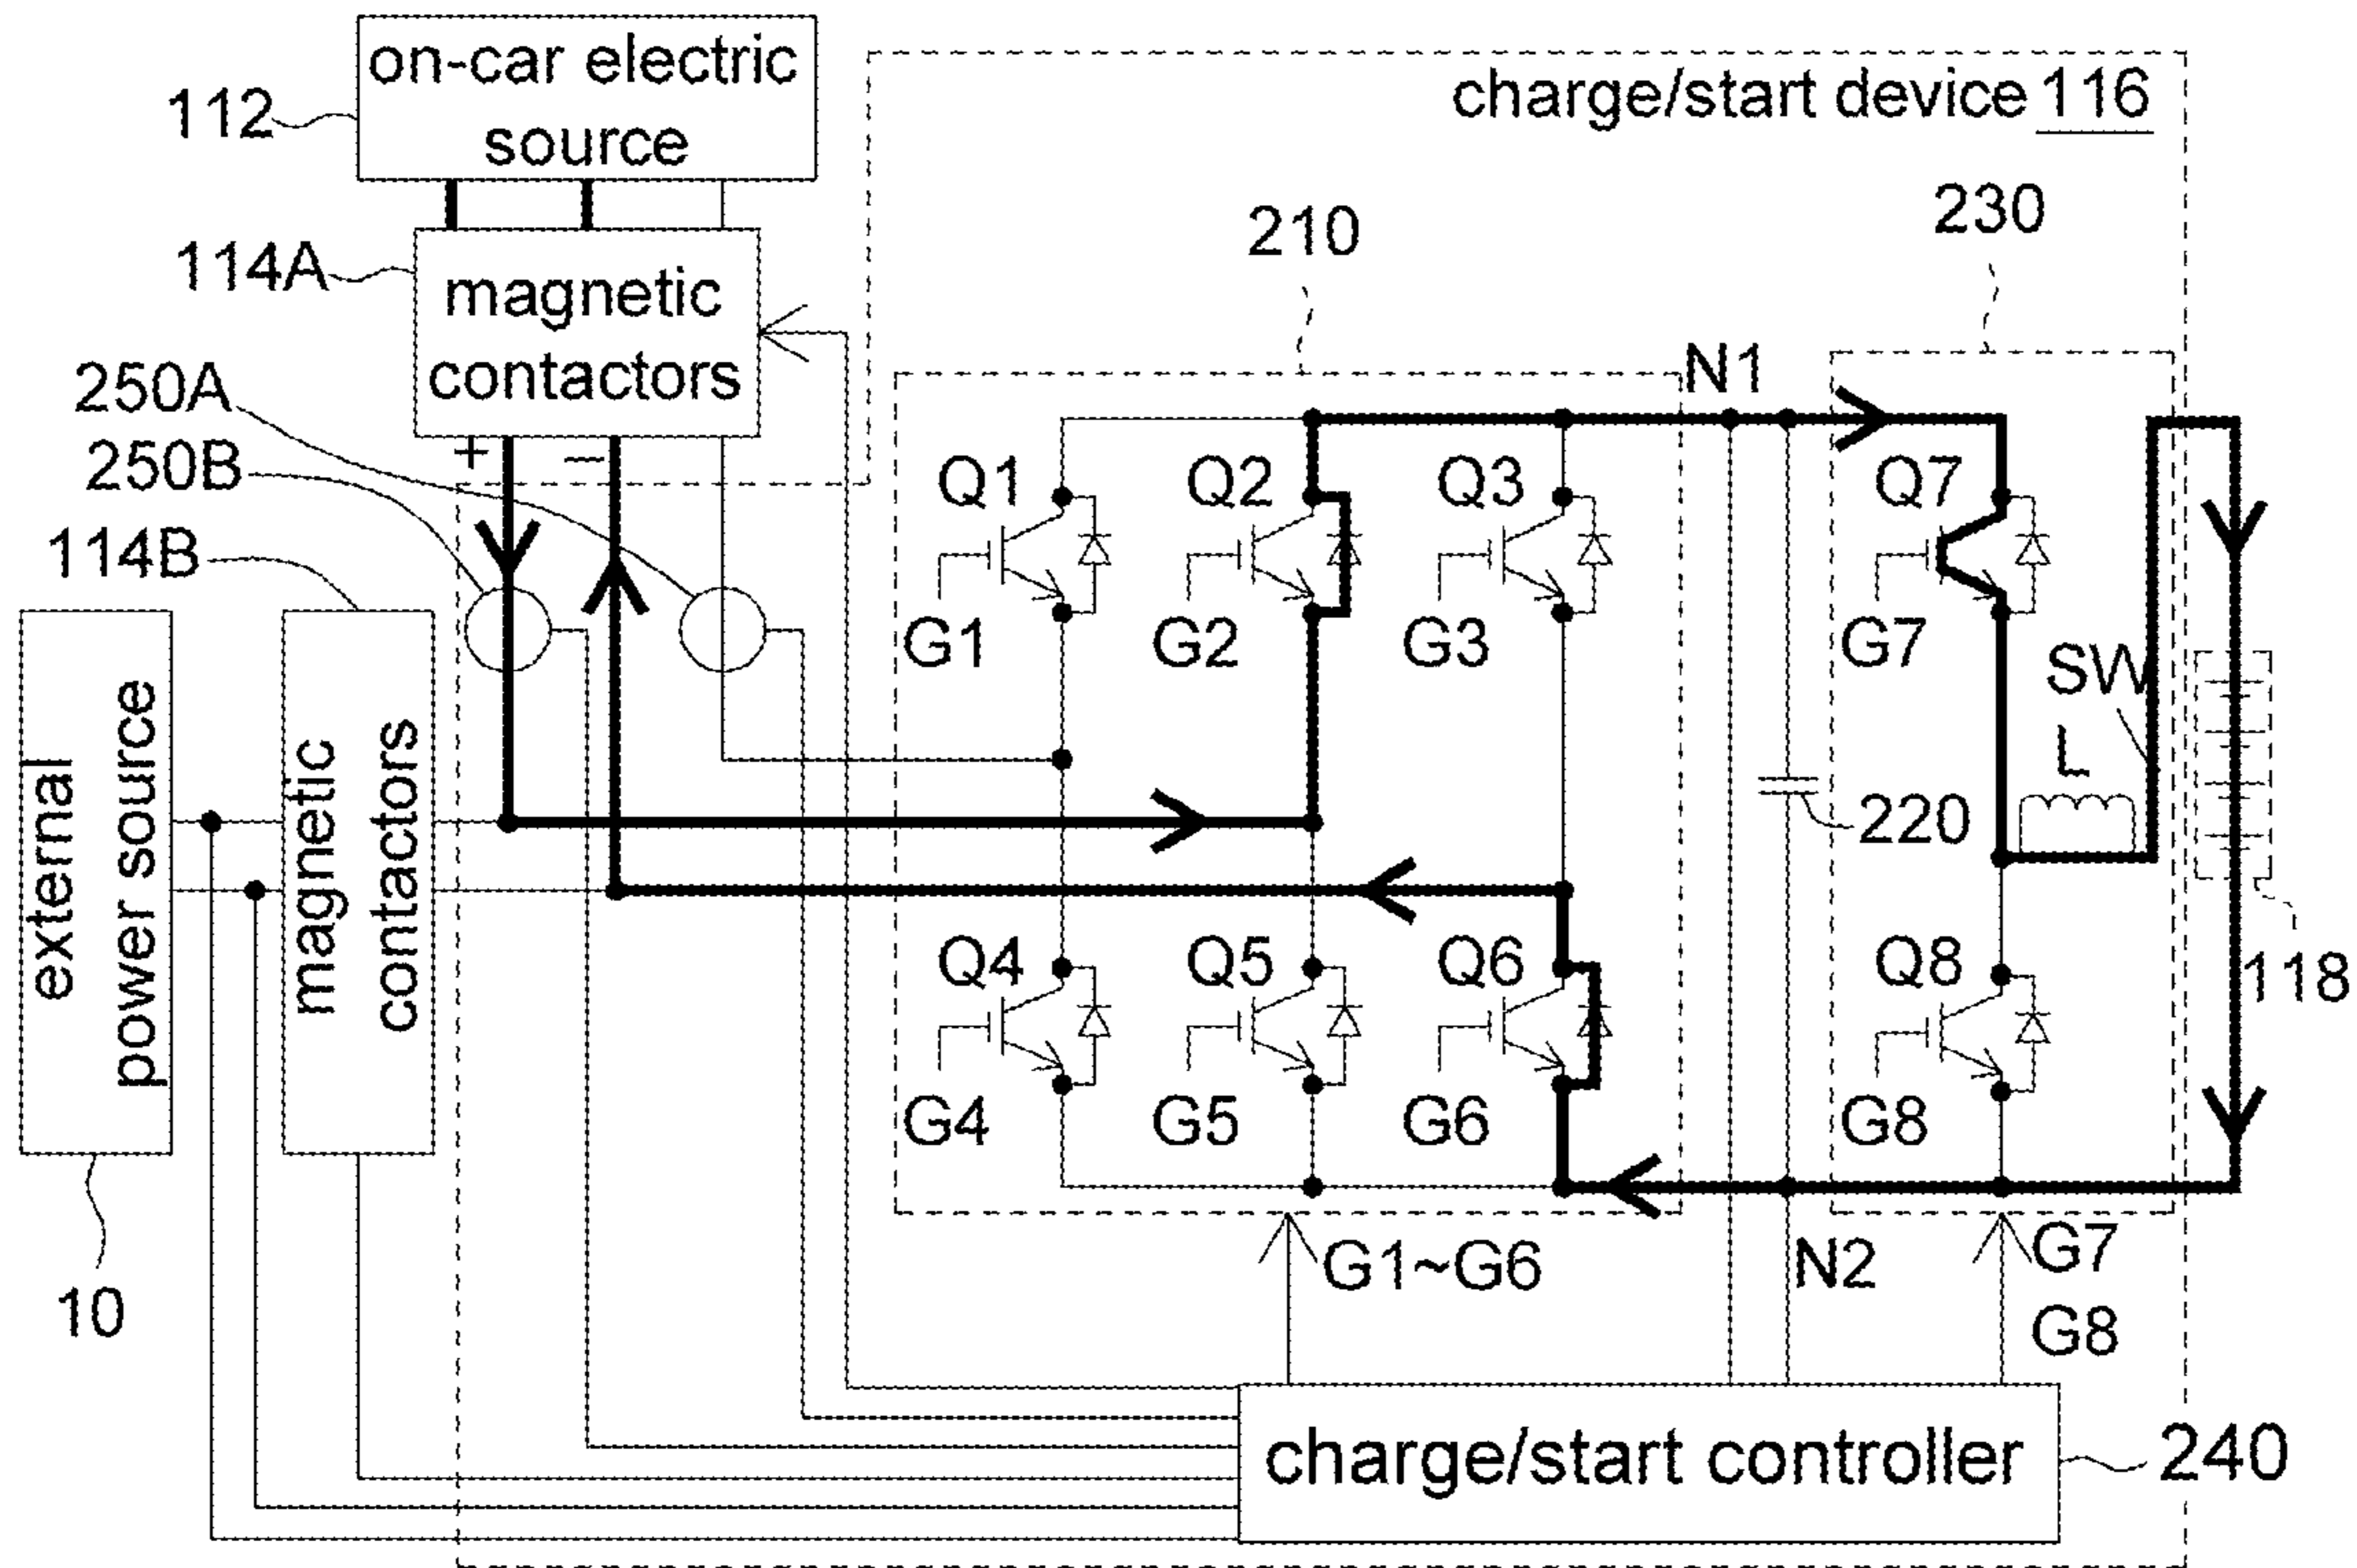 on-car electric
source
112
charge/start device 116
230
210
114A
magnetic
contactors
N1
250A
250B
+
−
Q1
Q2
Q3
Q7
114B
G1
G2
G3
G7
SW
L
external
power source
magnetic
contactors
220
Q4
Q5
Q6
Q8
118
G4
G5
G6
G8
G1~G6
N2
G7
G8
10
charge/start controller
240